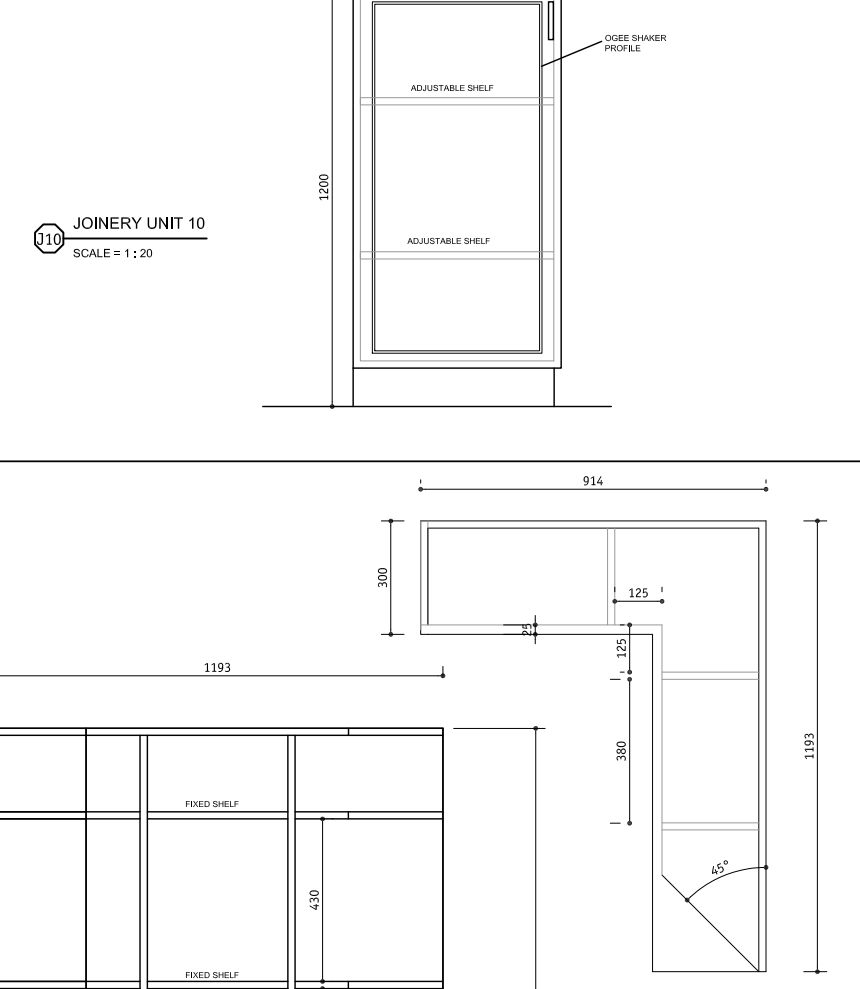 OGEE SHAKER
PROFILE
ADJUSTABLE SHELF
1200
J10
JOINERY UNIT 10
SCALE = 1 : 20
ADJUSTABLE SHELF
914
300
125
25
125
1193
380
1193
FIXED SHELF
430
45°
FIXED SHELF